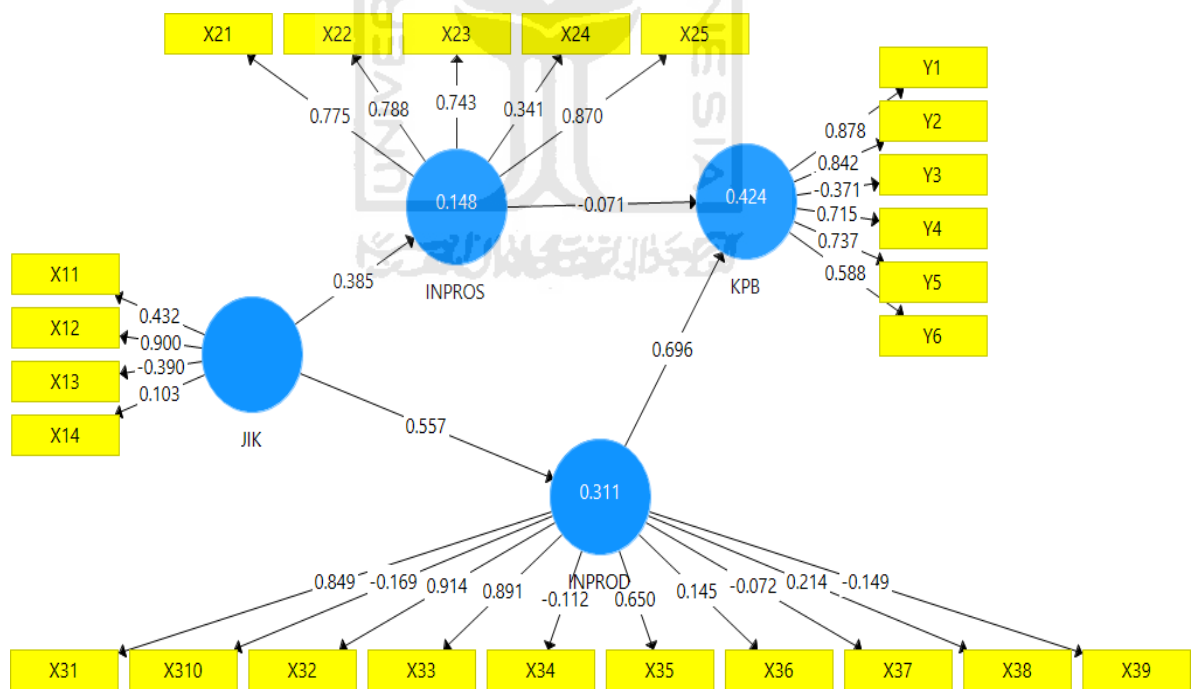 X21 X22 X23 X24 X25
Y1
Y2
Y3
Y4
Y5
Y6
0.775 0.788 0.743 0.341 0.870
0.878
0.842
-0.371
0.715
0.737
0.588
0.148
-0.071
0.424
INPROS
KPB
X11
X12
X13
X14
0.432
0.900
-0.390
0.103
0.385
JIK
0.557
0.696
0.311
INPROD
0.849 -0.169 0.914 0.891 -0.112 0.650 0.145 -0.072 0.214 -0.149
X31 X310 X32 X33 X34 X35 X36 X37 X38 X39
UNIVER
NESIA